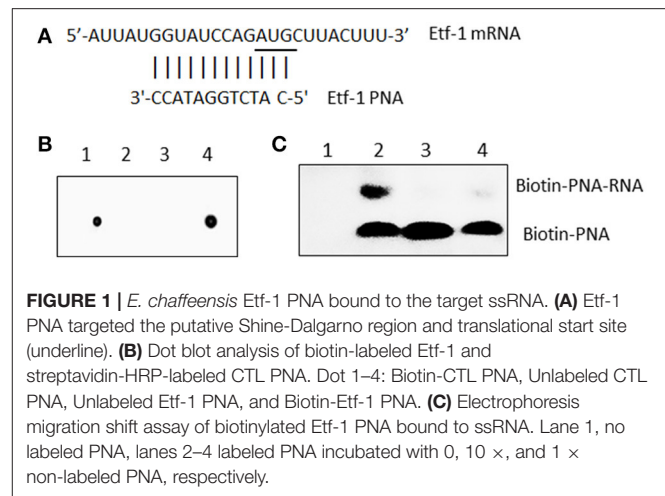 A
5’-AUUAUGGUAUCCAGAUGCUUACUUU-3’ Etf-1 mRNA
3'-CCATAGGTCTA C-5' Etf-1 PNA
B
1 2 3 4
C
1 2 3 4
Biotin-PNA-RNA
Biotin-PNA
FIGURE 1 | E. chaffeensis Etf-1 PNA bound to the target ssRNA. (A) Etf-1
PNA targeted the putative Shine-Dalgarno region and translational start site
(underline). (B) Dot blot analysis of biotin-labeled Etf-1 and
streptavidin-HRP-labeled CTL PNA. Dot 1–4: Biotin-CTL PNA, Unlabeled CTL
PNA, Unlabeled Etf-1 PNA, and Biotin-Etf-1 PNA. (C) Electrophoresis
migration shift assay of biotinylated Etf-1 PNA bound to ssRNA. Lane 1, no
labeled PNA, lanes 2–4 labeled PNA incubated with 0, 10 ×, and 1 ×
non-labeled PNA, respectively.